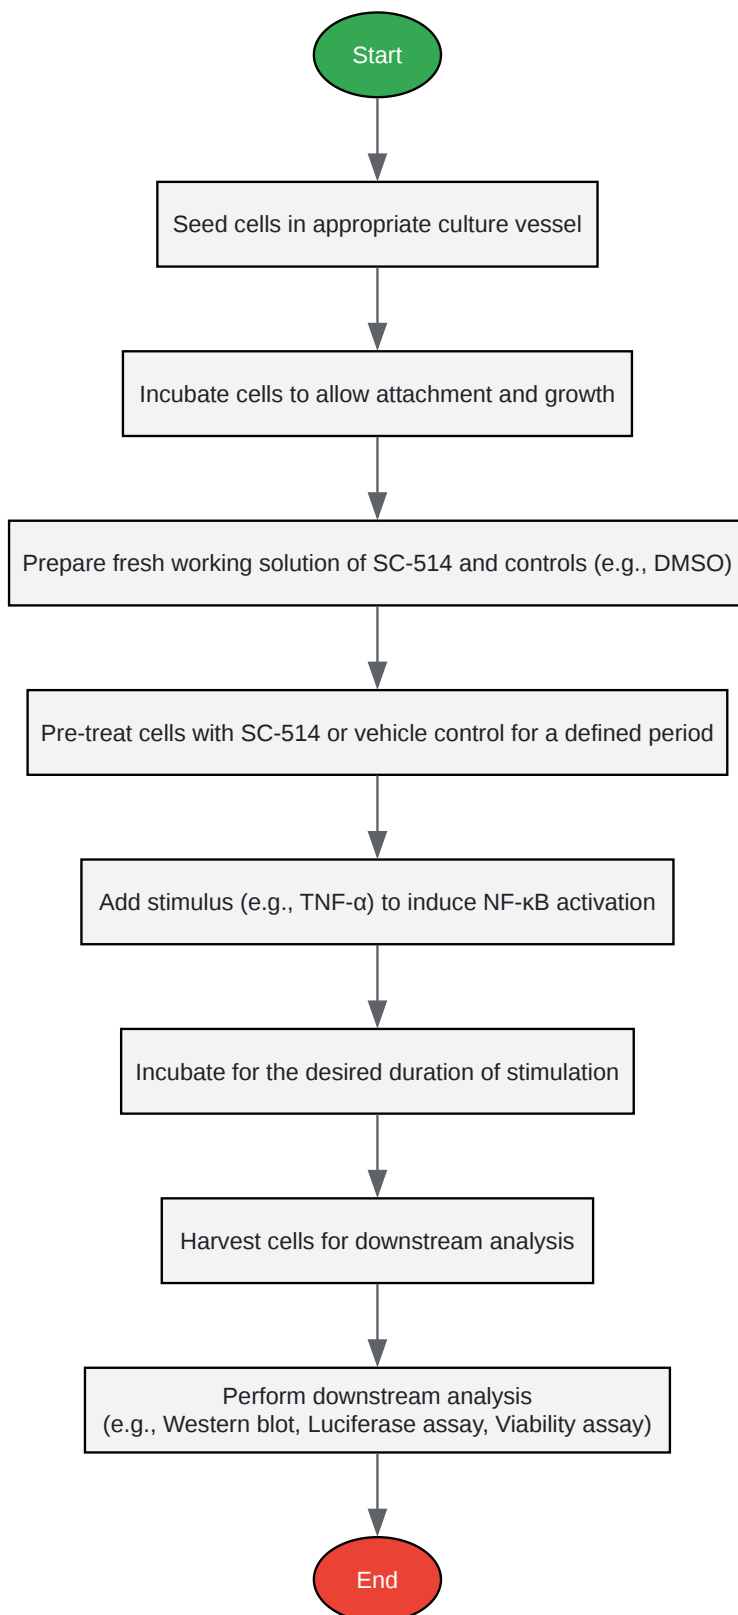 Start
Seed cells in appropriate culture vessel
Incubate cells to allow attachment and growth
Prepare fresh working solution of SC-514 and controls (e.g., DMSO)
Pre-treat cells with SC-514 or vehicle control for a defined period
Add stimulus (e.g., TNF-α) to induce NF-κB activation
Incubate for the desired duration of stimulation
Harvest cells for downstream analysis
Perform downstream analysis
(e.g., Western blot, Luciferase assay, Viability assay)
End